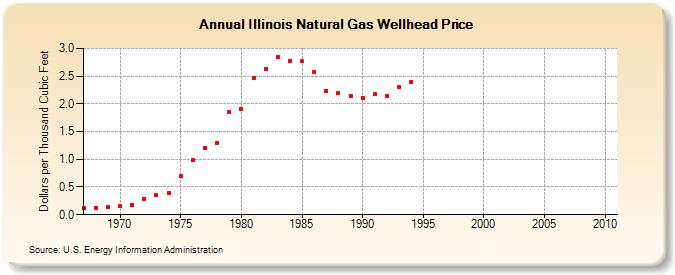 Annual Illinois Natural Gas Wellhead Price
Dollars per Thousand Cubic Feet
3.0
2.5
2.0
1.5
1.0
0.5
0.0
1970 1975 1980 1985 1990 1995 2000 2005 2010
Source: U.S. Energy Information Administration